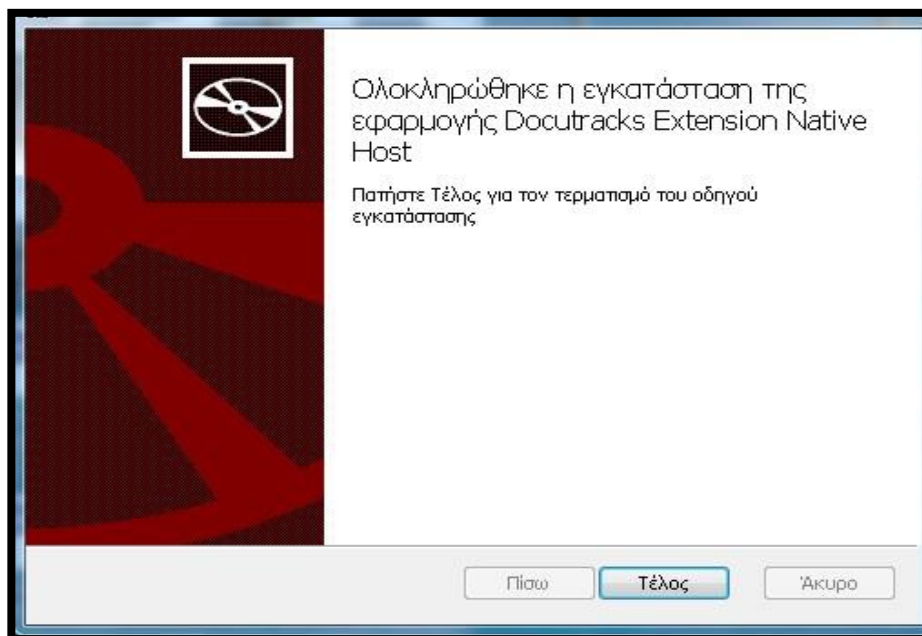 Ολοκληρώθηκε η εγκατάσταση της
εφαρμογής Docutracks Extension Native
Host
Πατήστε Τέλος για τον τερματισμό του οδηγού
εγκατάστασης
Πίσω
Τέλος
Άκυρο